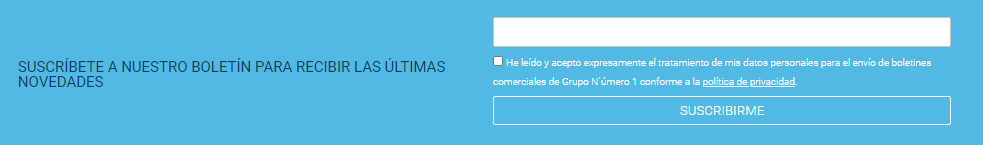 SUSCRÍBETE A NUESTRO BOLETÍN PARA RECIBIR LAS ÚLTIMAS
NOVEDADES
He leído y acepto expresamente el tratamiento de mis datos personales para el envío de boletines
comerciales de Grupo N´úmero 1 conforme a la política de privacidad.
SUSCRIBIRME